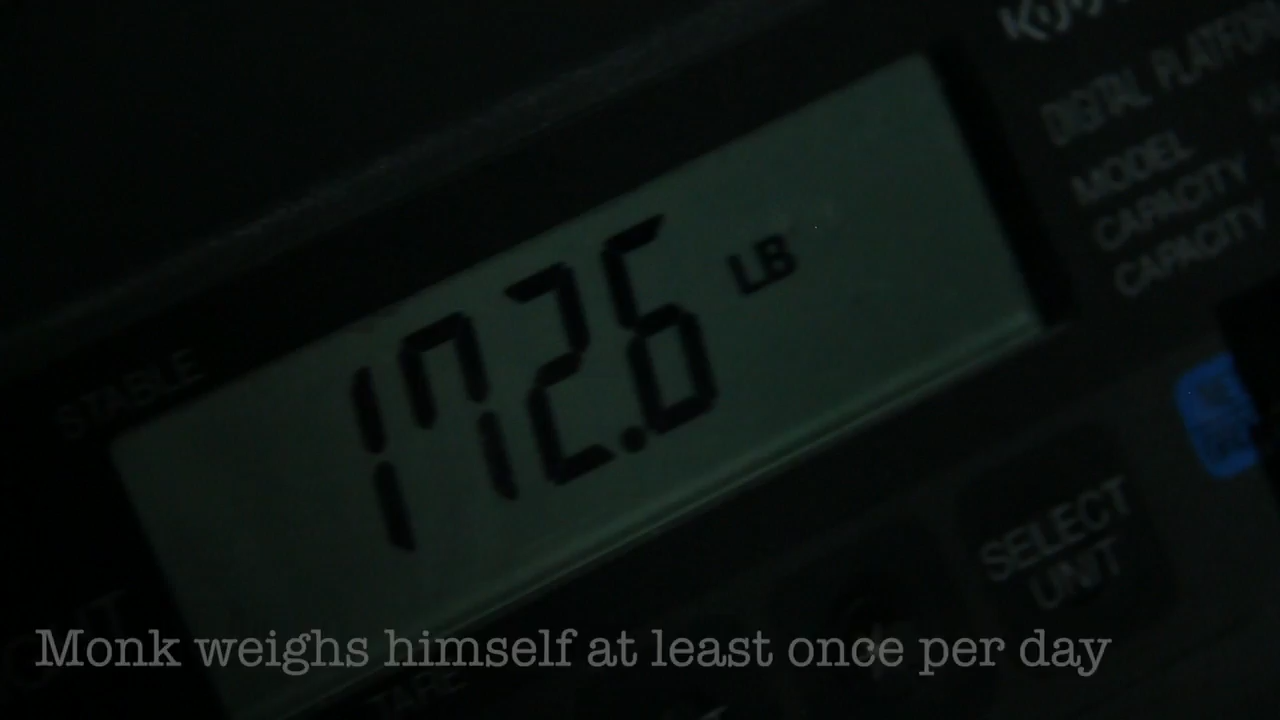 DIGITAL PLATFORM
MODEL
CAPACITY
CAPACITY
172.6 LB
STABLE
SELECT
UNIT
TARE
Monk weighs himself at least once per day